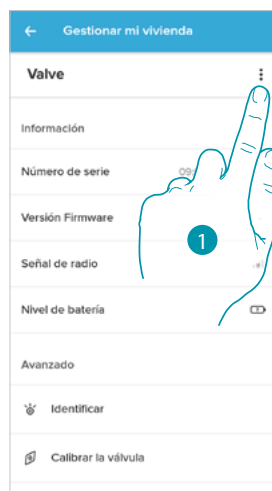 Gestionar mi vivienda
Valve
Información
Número de serie 09:
Versión Firmware
1
Señal de radio
Nivel de batería
Avanzado
Identificar
Calibrar la válvula